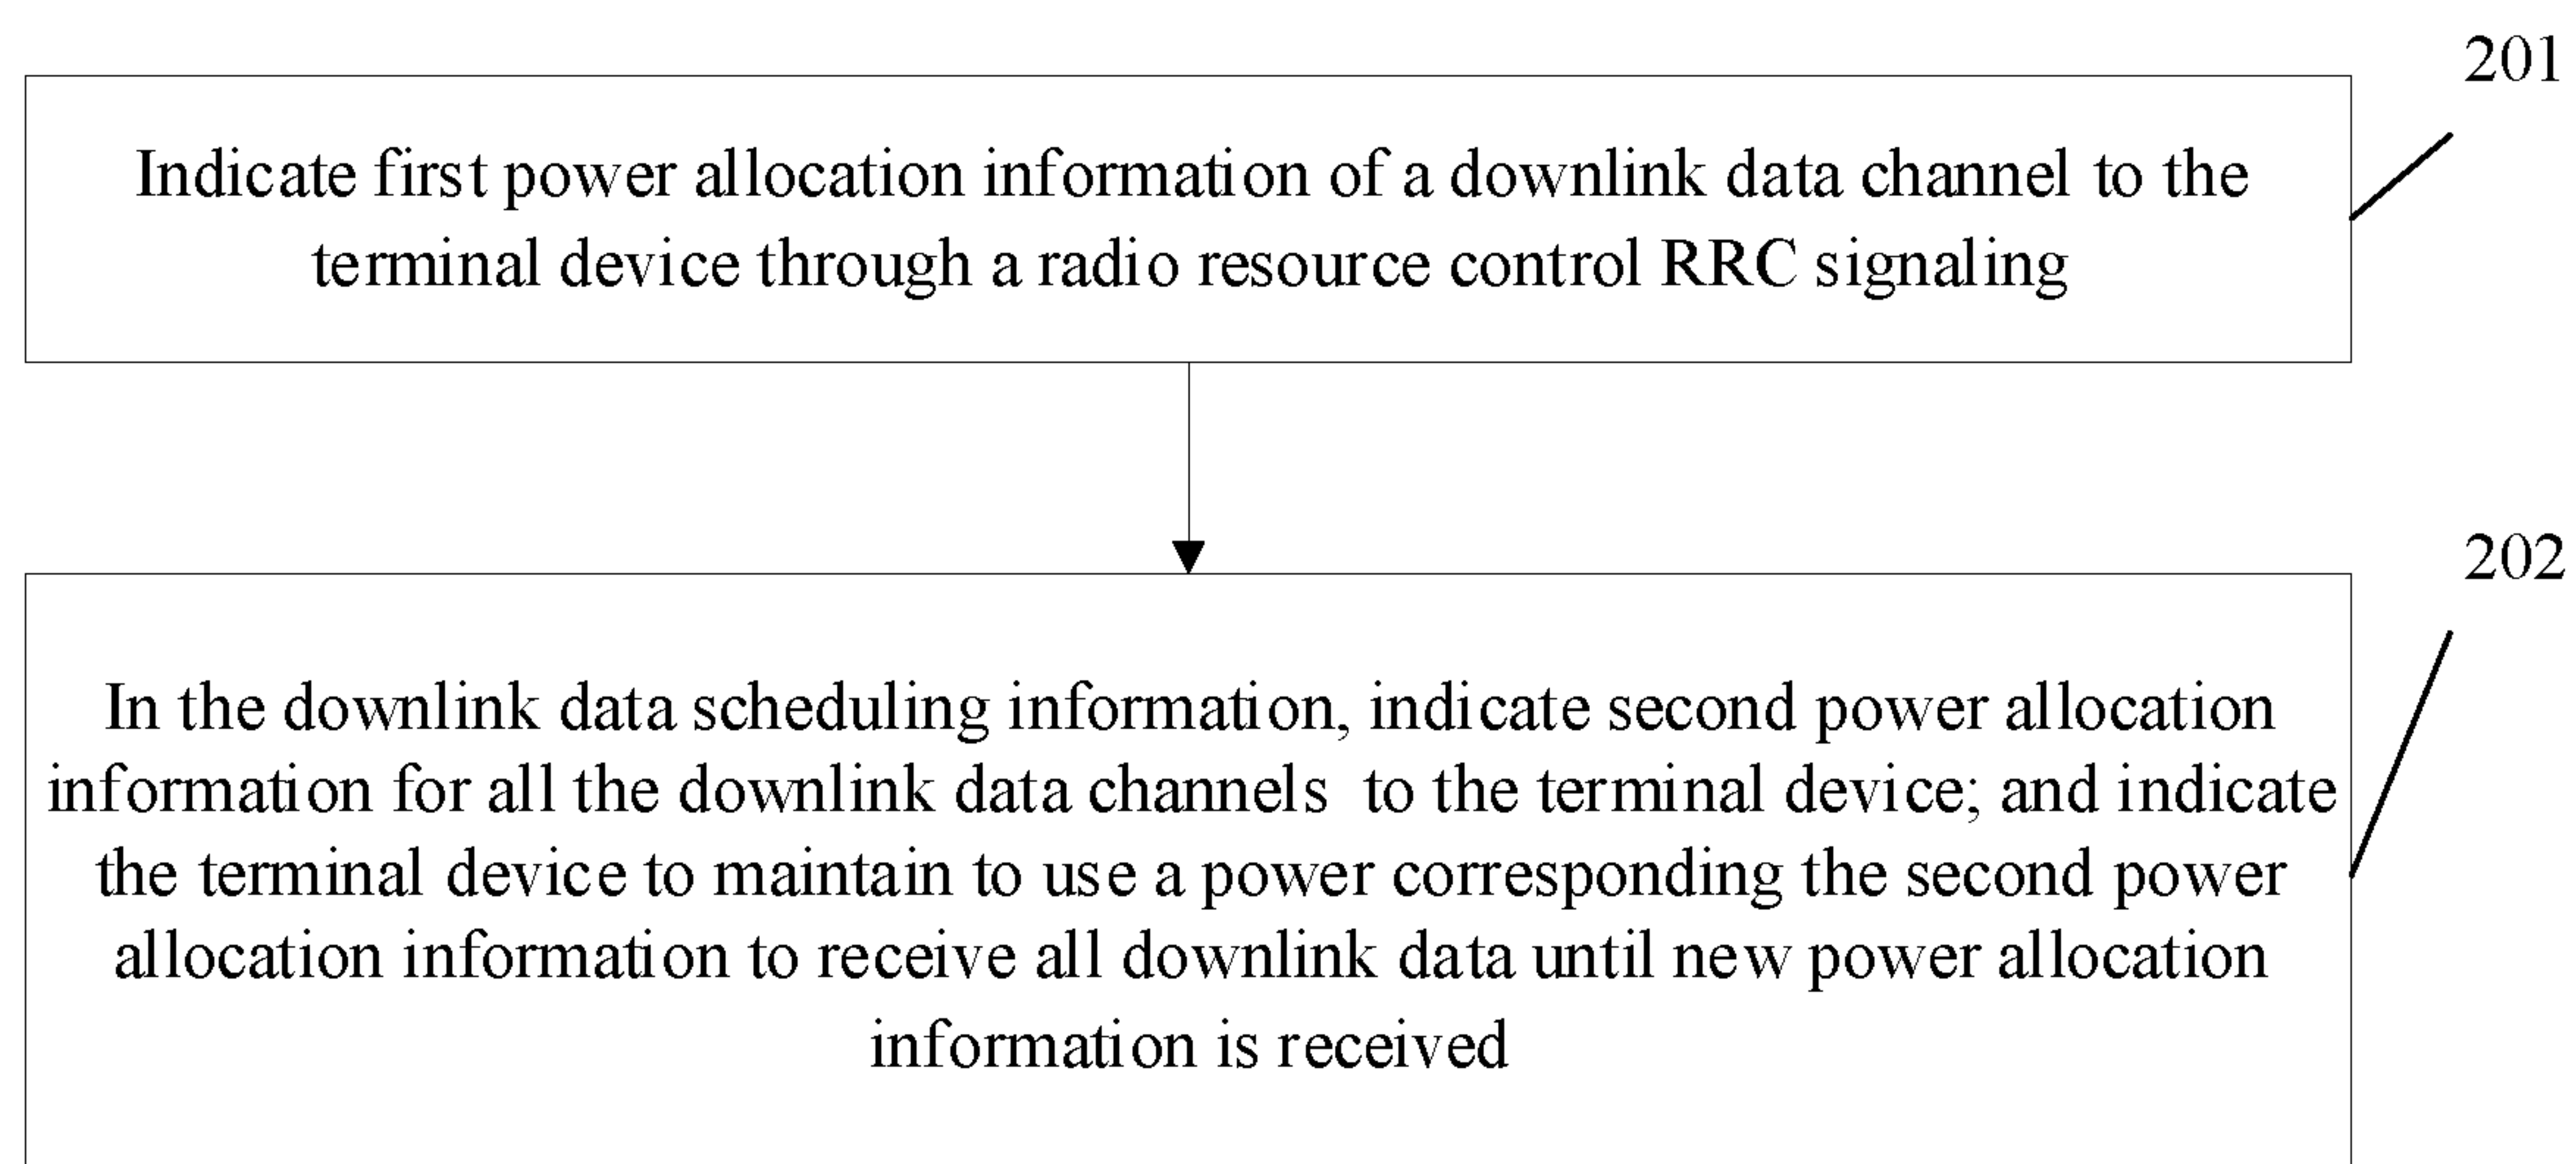 201
Indicate first power allocation information of a downlink data channel to the
terminal device through a radio resource control RRC signaling
202
In the downlink data scheduling information, indicate second power allocation
information for all the downlink data channels to the terminal device; and indicate
the terminal device to maintain to use a power corresponding the second power
allocation information to receive all downlink data until new power allocation
information is received